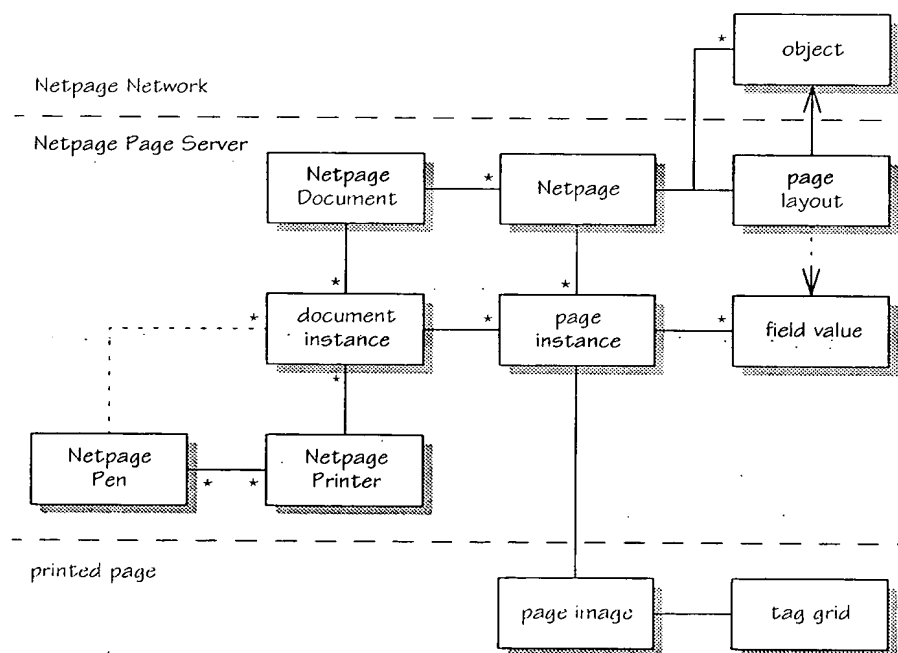 object
*
Netpage Network
Netpage Page Server
Netpage
Document
*
Netpage
page
layout
*
*
*
document
instance
*
page
instance
*
field value
*
Netpage
Pen
*
*
Netpage
Printer
printed page
page image
tag grid